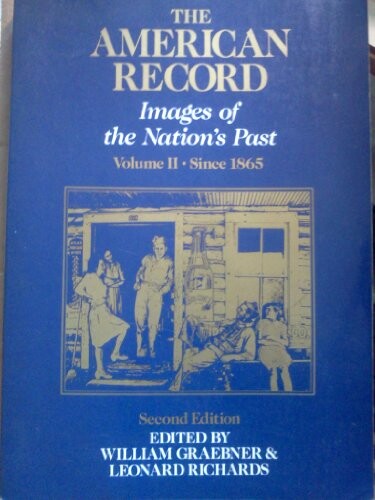 THE
AMERICAN
RECORD
Images of
the Nation's Past
Volume II • Since 1865
Second Edition
EDITED BY
WILLIAM GRAEBNER &
LEONARD RICHARDS